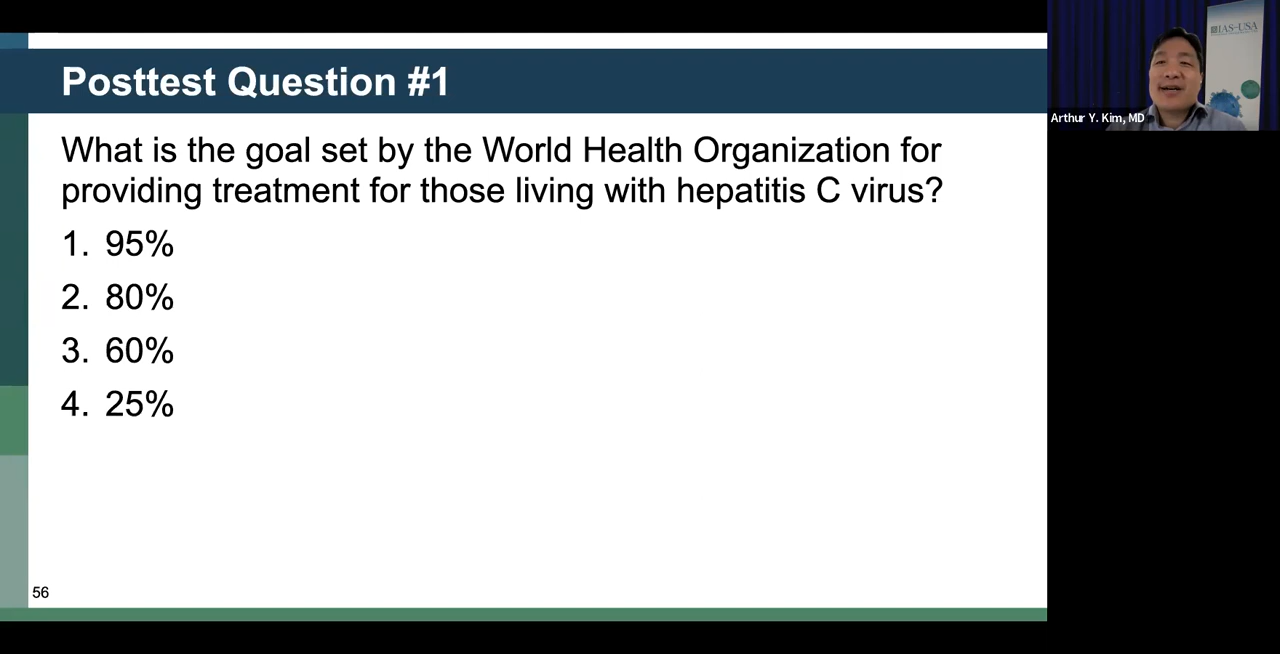 Posttest Question #1
What is the goal set by the World Health Organization for
providing treatment for those living with hepatitis C virus?
1. 95%
2. 80%
3. 60%
4. 25%
56
IAS-USA
Arthur Y. Kim, MD